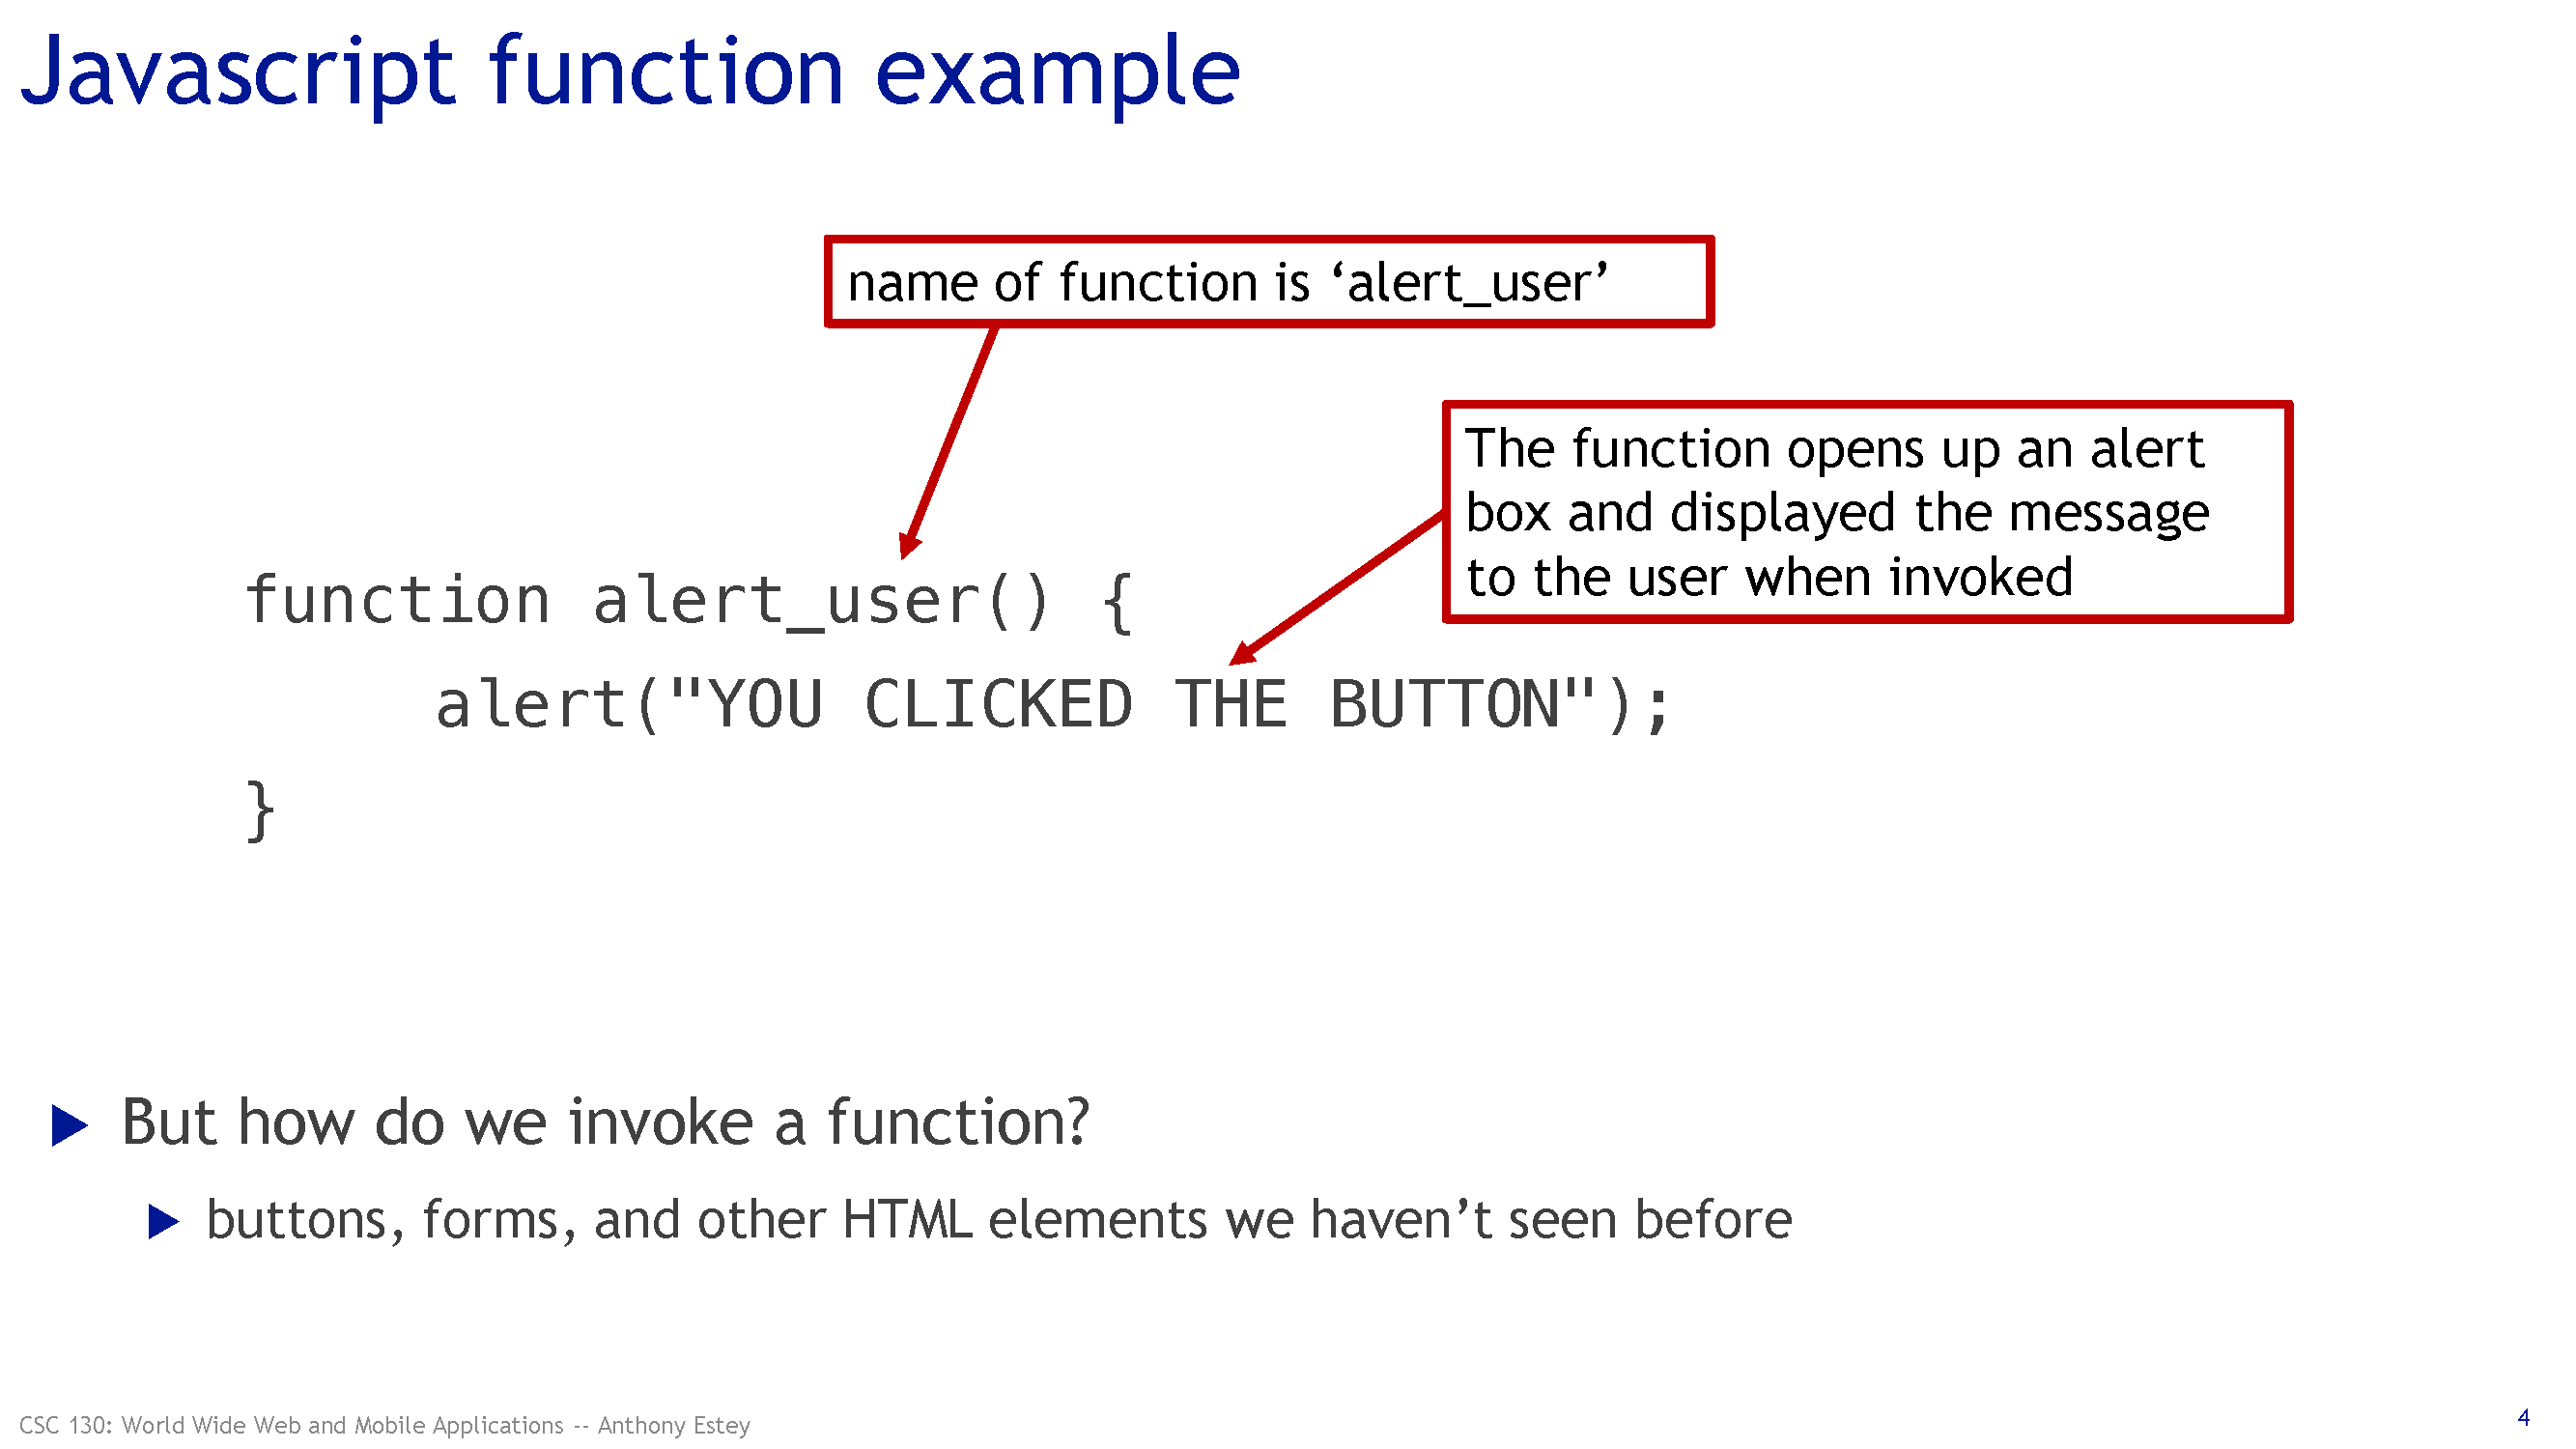 Javascript function example
name of function is ‘alert_user’
The function opens up an alert
box and displayed the message
to the user when invoked
function alert_user() {
alert("YOU CLICKED THE BUTTON");
}
But how do we invoke a function?
buttons, forms, and other HTML elements we haven’t seen before
CSC 130: World Wide Web and Mobile Applications -- Anthony Estey
4